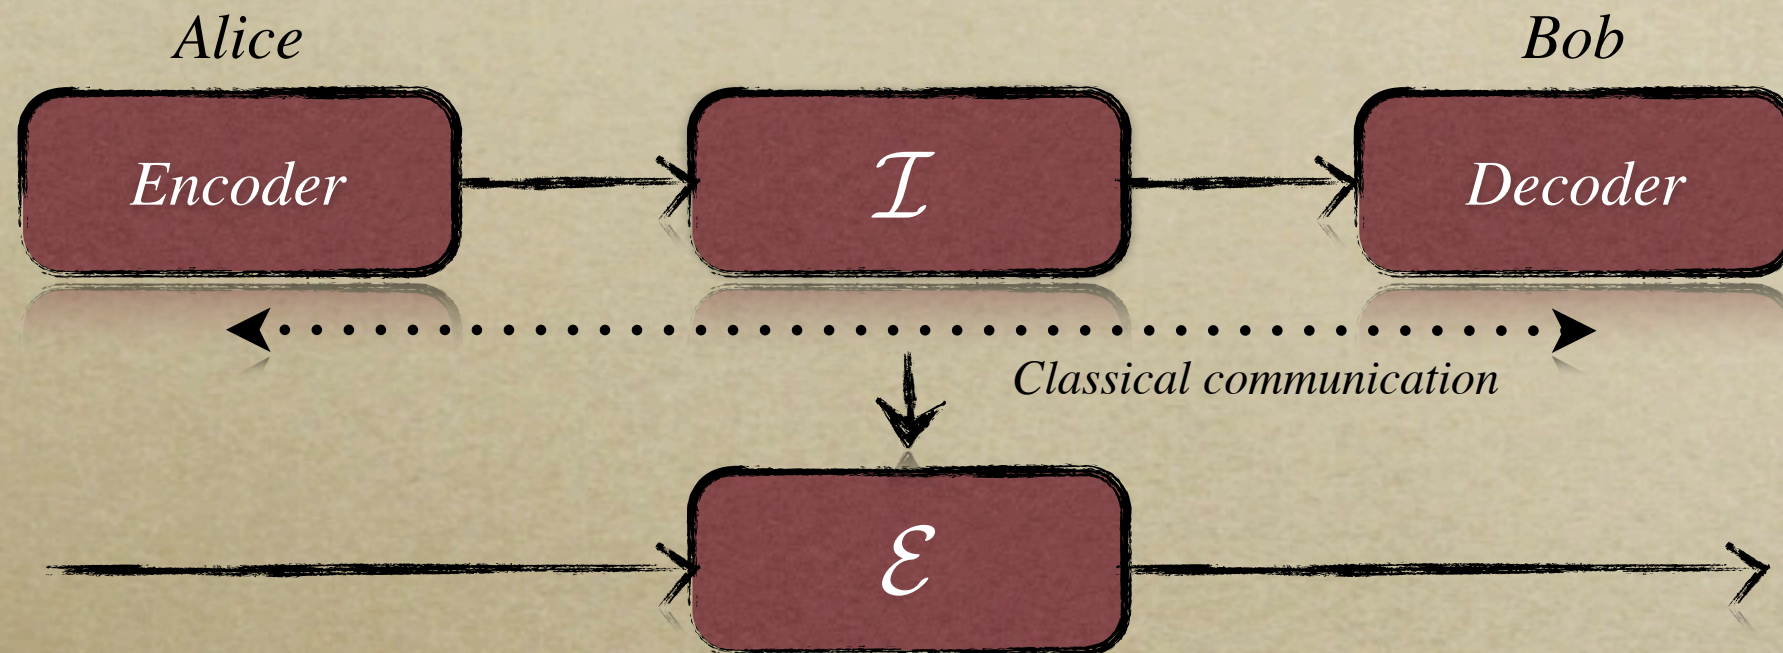 Alice
Bob
Encoder
ℐ
Decoder
Classical communication
ℰ